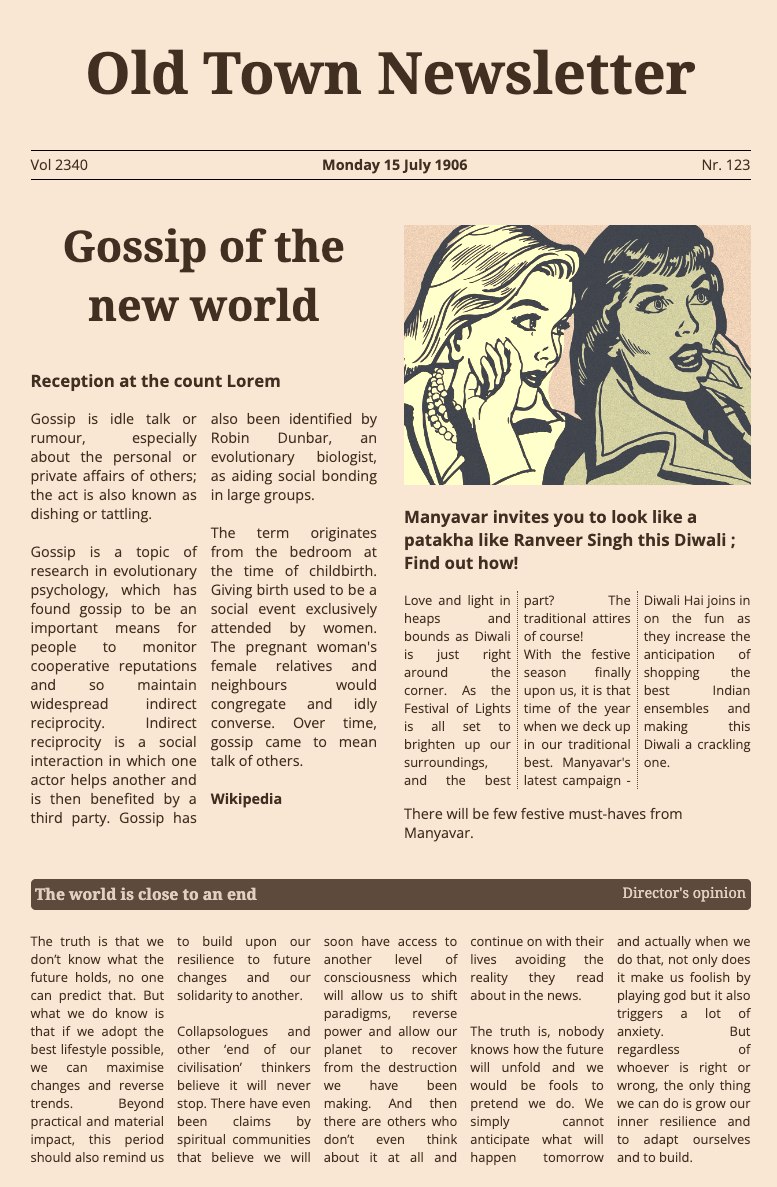 Old Town Newsletter
Vol 2340
Monday 15 July 1906
Nr. 123
Gossip of the
new world
Reception at the count Lorem
Gossip is idle talk or
rumour, especially
about the personal or
private affairs of others;
the act is also known as
dishing or tattling.
Gossip is a topic of
research in evolutionary
psychology, which has
found gossip to be an
important means for
people to monitor
cooperative reputations
and so maintain
widespread indirect
reciprocity. Indirect
reciprocity is a social
interaction in which one
actor helps another and
is then benefited by a
third party. Gossip has
also been identified by
Robin Dunbar, an
evolutionary biologist,
as aiding social bonding
in large groups.
The term originates
from the bedroom at
the time of childbirth.
Giving birth used to be a
social event exclusively
attended by women.
The pregnant woman's
female relatives and
neighbours would
congregate and idly
converse. Over time,
gossip came to mean
talk of others.
Wikipedia
Manyavar invites you to look like a
patakha like Ranveer Singh this Diwali ;
Find out how!
Love and light in
heaps and
bounds as Diwali
is just right
around the
corner. As the
Festival of Lights
is all set to
brighten up our
surroundings,
and the best
part? The
traditional attires
of course!
With the festive
season finally
upon us, it is that
time of the year
when we deck up
in our traditional
best. Manyavar's
latest campaign -
Diwali Hai joins in
on the fun as
they increase the
anticipation of
shopping the
best Indian
ensembles and
making this
Diwali a crackling
one.
There will be few festive must-haves from
Manyavar.
The world is close to an end
Director's opinion
The truth is that we
don’t know what the
future holds, no one
can predict that. But
what we do know is
that if we adopt the
best lifestyle possible,
we can maximise
changes and reverse
trends. Beyond
practical and material
impact, this period
should also remind us
to build upon our
resilience to future
changes and our
solidarity to another.
Collapsologues and
other ‘end of our
civilisation’ thinkers
believe it will never
stop. There have even
been claims by
spiritual communities
that believe we will
soon have access to
another level of
consciousness which
will allow us to shift
paradigms, reverse
power and allow our
planet to recover
from the destruction
we have been
making. And then
there are others who
don’t even think
about it at all and
continue on with their
lives avoiding the
reality they read
about in the news.
The truth is, nobody
knows how the future
will unfold and we
would be fools to
pretend we do. We
simply cannot
anticipate what will
happen tomorrow
and actually when we
do that, not only does
it make us foolish by
playing god but it also
triggers a lot of
anxiety. But
regardless of
whoever is right or
wrong, the only thing
we can do is grow our
inner resilience and
to adapt ourselves
and to build.